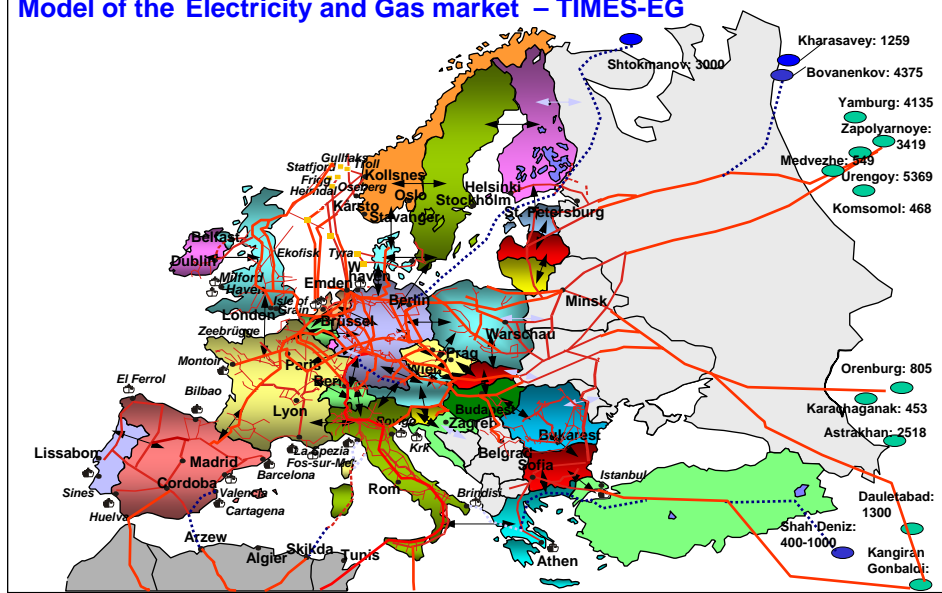 Model of the Electricity and Gas market – TIMES-EG
Kharasavey: 1259
Shtokmanov: 3000
Bovanenkov: 4375
Yamburg: 4135
Zapolyarnoye:
3419
Medvezhe: 549
Urengoy: 5369
Komsomol: 468
Gullfaks
Statfjord
Troll
Frigg
Heimdal
Oseberg
Kollsnes
Oslo
Karsto
Stavanger
Helsinki
Stockholm
St. Petersburg
Belfast
Dublin
Ekofisk
Tyra
W
haven
Emden
Milford
Haven
Isle of
Grain
London
Berlin
Minsk
Brüssel
Warschau
Zeebrügge
Paris
Prag
Montoir
Bern
Wien
El Ferrol
Bilbao
Lyon
Budapest
Zagreb
Rovigo
Krk
Bukarest
Orenburg: 805
Karachaganak: 453
Astrakhan: 2518
Lissabon
Madrid
La Spezia
Fos-sur-Me
Belgrad
Sofia
Istanbul
Barcelona
Cordoba
Rom
Brindisi
Sines
Valencia
Huelva
Cartagena
Dauletabad:
1300
Shah Deniz:
400-1000
Arzew
Algier
Skikda
Tunis
Athen
Kangiran
Gonbaldi: